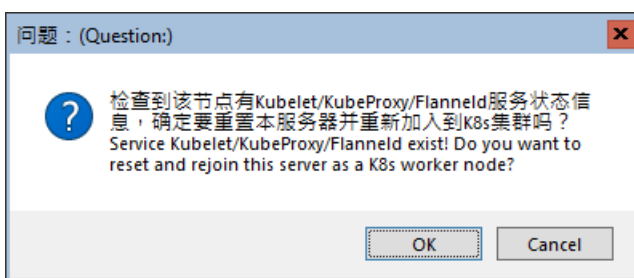 问题：(Question:)
检查到该节点有Kubelet/KubeProxy/Flanneld服务状态信
息，确定要重置本服务器并重新加入到K8s集群吗？
Service Kubelet/KubeProxy/Flanneld exist! Do you want to
reset and rejoin this server as a K8s worker node?
OK
Cancel